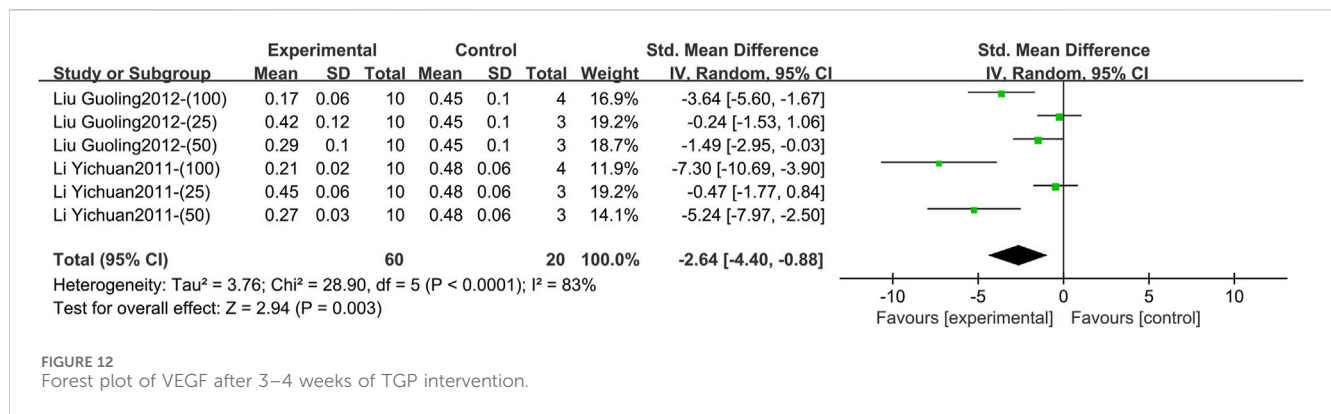 Experimental Control Std. Mean Difference Std. Mean Difference
Study or Subgroup Mean SD Total Mean SD Total Weight IV, Random, 95% CI IV, Random, 95% CI
Liu Guoling2012-(100) 0.17 0.06 10 0.45 0.1 4 16.9% -3.64 [-5.60, -1.67]
Liu Guoling2012-(25) 0.42 0.12 10 0.45 0.1 3 19.2% -0.24 [-1.53, 1.06]
Liu Guoling2012-(50) 0.29 0.1 10 0.45 0.1 3 18.7% -1.49 [-2.95, -0.03]
Li Yichuan2011-(100) 0.21 0.02 10 0.48 0.06 4 11.9% -7.30 [-10.69, -3.90]
Li Yichuan2011-(25) 0.45 0.06 10 0.48 0.06 3 19.2% -0.47 [-1.77, 0.84]
Li Yichuan2011-(50) 0.27 0.03 10 0.48 0.06 3 14.1% -5.24 [-7.97, -2.50]
Total (95% CI) 60 20 100.0% -2.64 [-4.40, -0.88]
Heterogeneity: Tau² = 3.76; Chi² = 28.90, df = 5 (P < 0.0001); I² = 83%
Test for overall effect: Z = 2.94 (P = 0.003)
-10 -5 0 5 10
Favours [experimental] Favours [control]
FIGURE 12
Forest plot of VEGF after 3–4 weeks of TGP intervention.